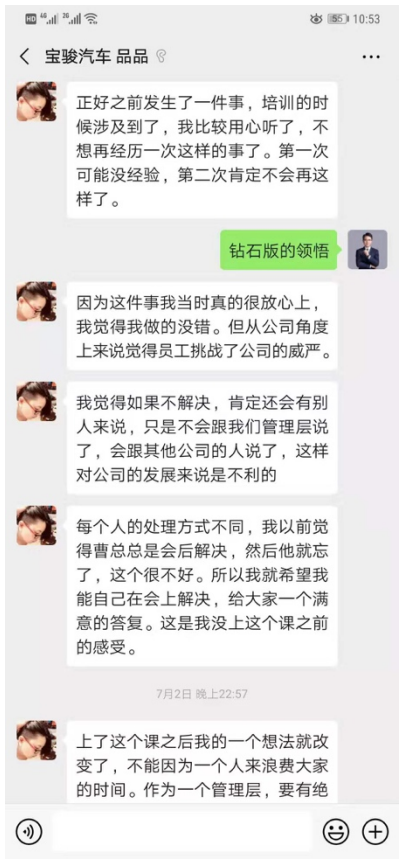 HD 4G 2G 55 10:53
宝骏汽车 品品
正好之前发生了一件事，培训的时
候涉及到了，我比较用心听了，不
想再经历一次这样的事了。第一次
可能没经验，第二次肯定不会再这
样了。
钻石版的领悟
因为这件事我当时真的很放心上，
我觉得我做的没错。但从公司角度
上来说觉得员工挑战了公司的威严。
我觉得如果不解决，肯定还会有别
人来说，只是不会跟我们管理层说
了，会跟其他公司的人说了，这样
对公司的发展来说是不利的
每个人的处理方式不同，我以前觉
得曹总总是会后解决，然后他就忘
了，这个很不好。所以我就希望我
能自己在会上解决，给大家一个满
意的答复。这是我没上这个课之前
的感受。
7月2日 晚上22:57
上了这个课之后我的一个想法就改
变了，不能因为一个人来浪费大家
的时间。作为一个管理层，要有绝